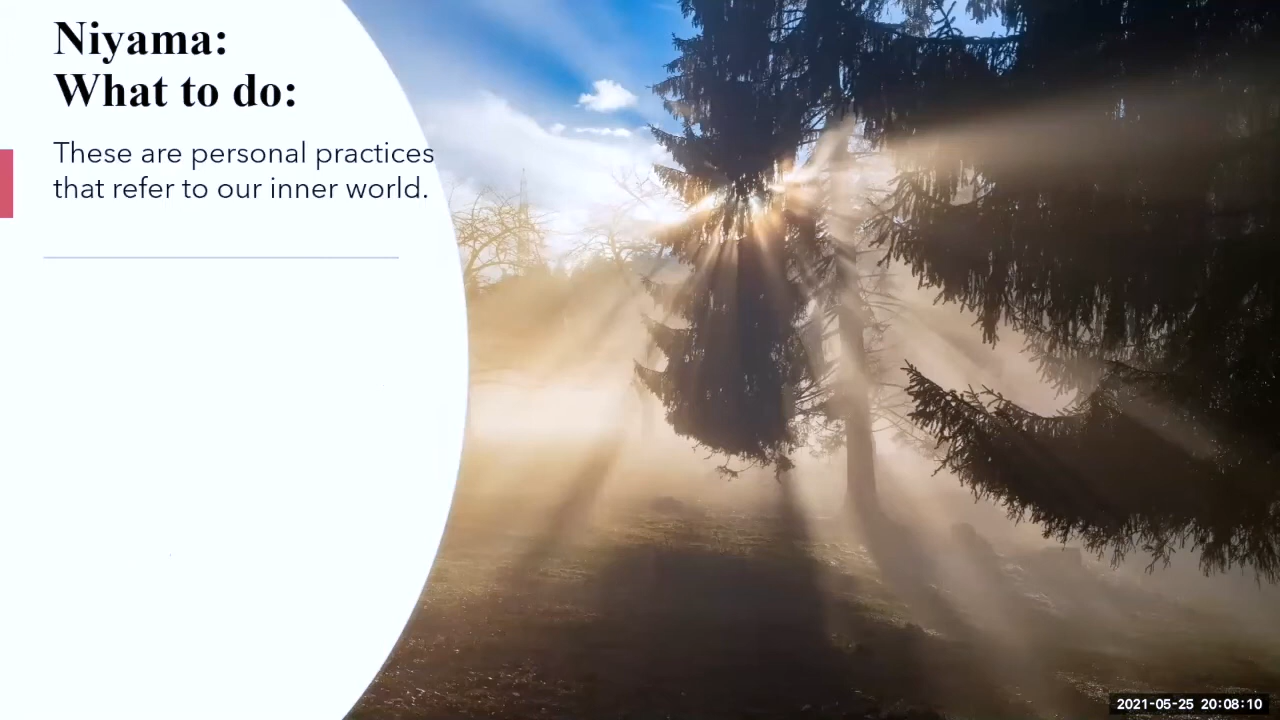 Niyama:
What to do:
These are personal practices
that refer to our inner world.
2021-05-25 20:08:10